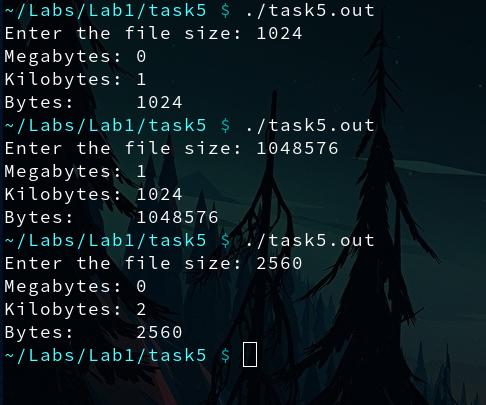 ~/Labs/Lab1/task5 $ ./task5.out
Enter the file size: 1024
Megabytes: 0
Kilobytes: 1
Bytes:     1024
~/Labs/Lab1/task5 $ ./task5.out
Enter the file size: 1048576
Megabytes: 1
Kilobytes: 1024
Bytes:     1048576
~/Labs/Lab1/task5 $ ./task5.out
Enter the file size: 2560
Megabytes: 0
Kilobytes: 2
Bytes:     2560
~/Labs/Lab1/task5 $